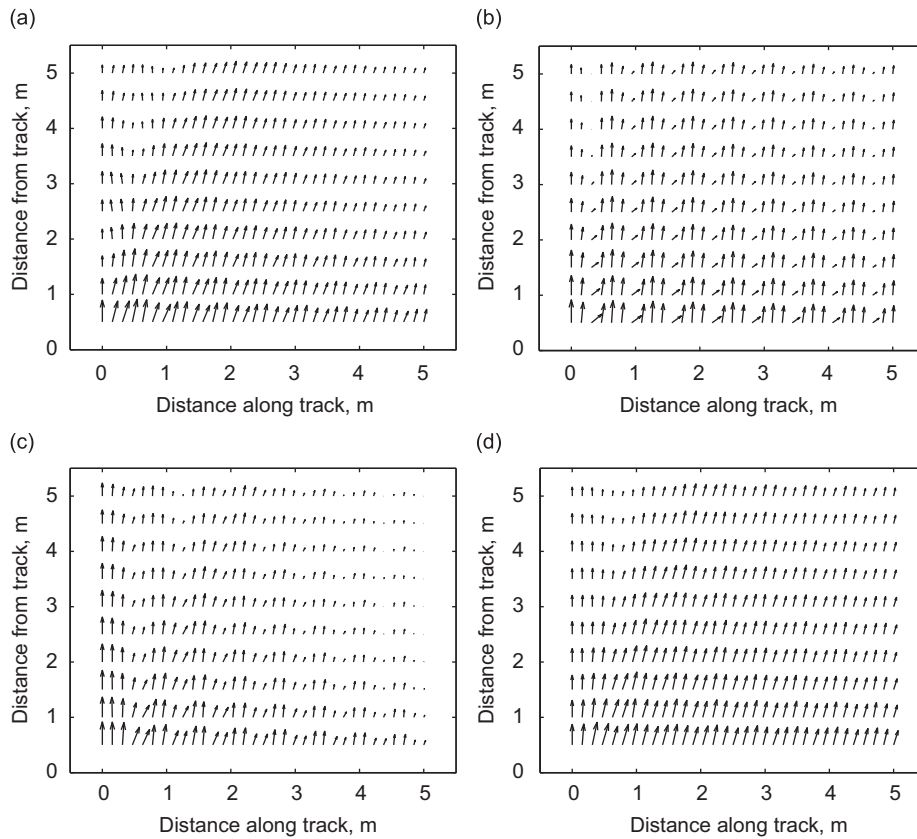 (a)
5
4
3
2
1
0
Distance from track, m
0 1 2 3 4 5
Distance along track, m
(b)
5
4
3
2
1
0
Distance from track, m
0 1 2 3 4 5
Distance along track, m
(c)
5
4
3
2
1
0
Distance from track, m
0 1 2 3 4 5
Distance along track, m
(d)
5
4
3
2
1
0
Distance from track, m
0 1 2 3 4 5
Distance along track, m